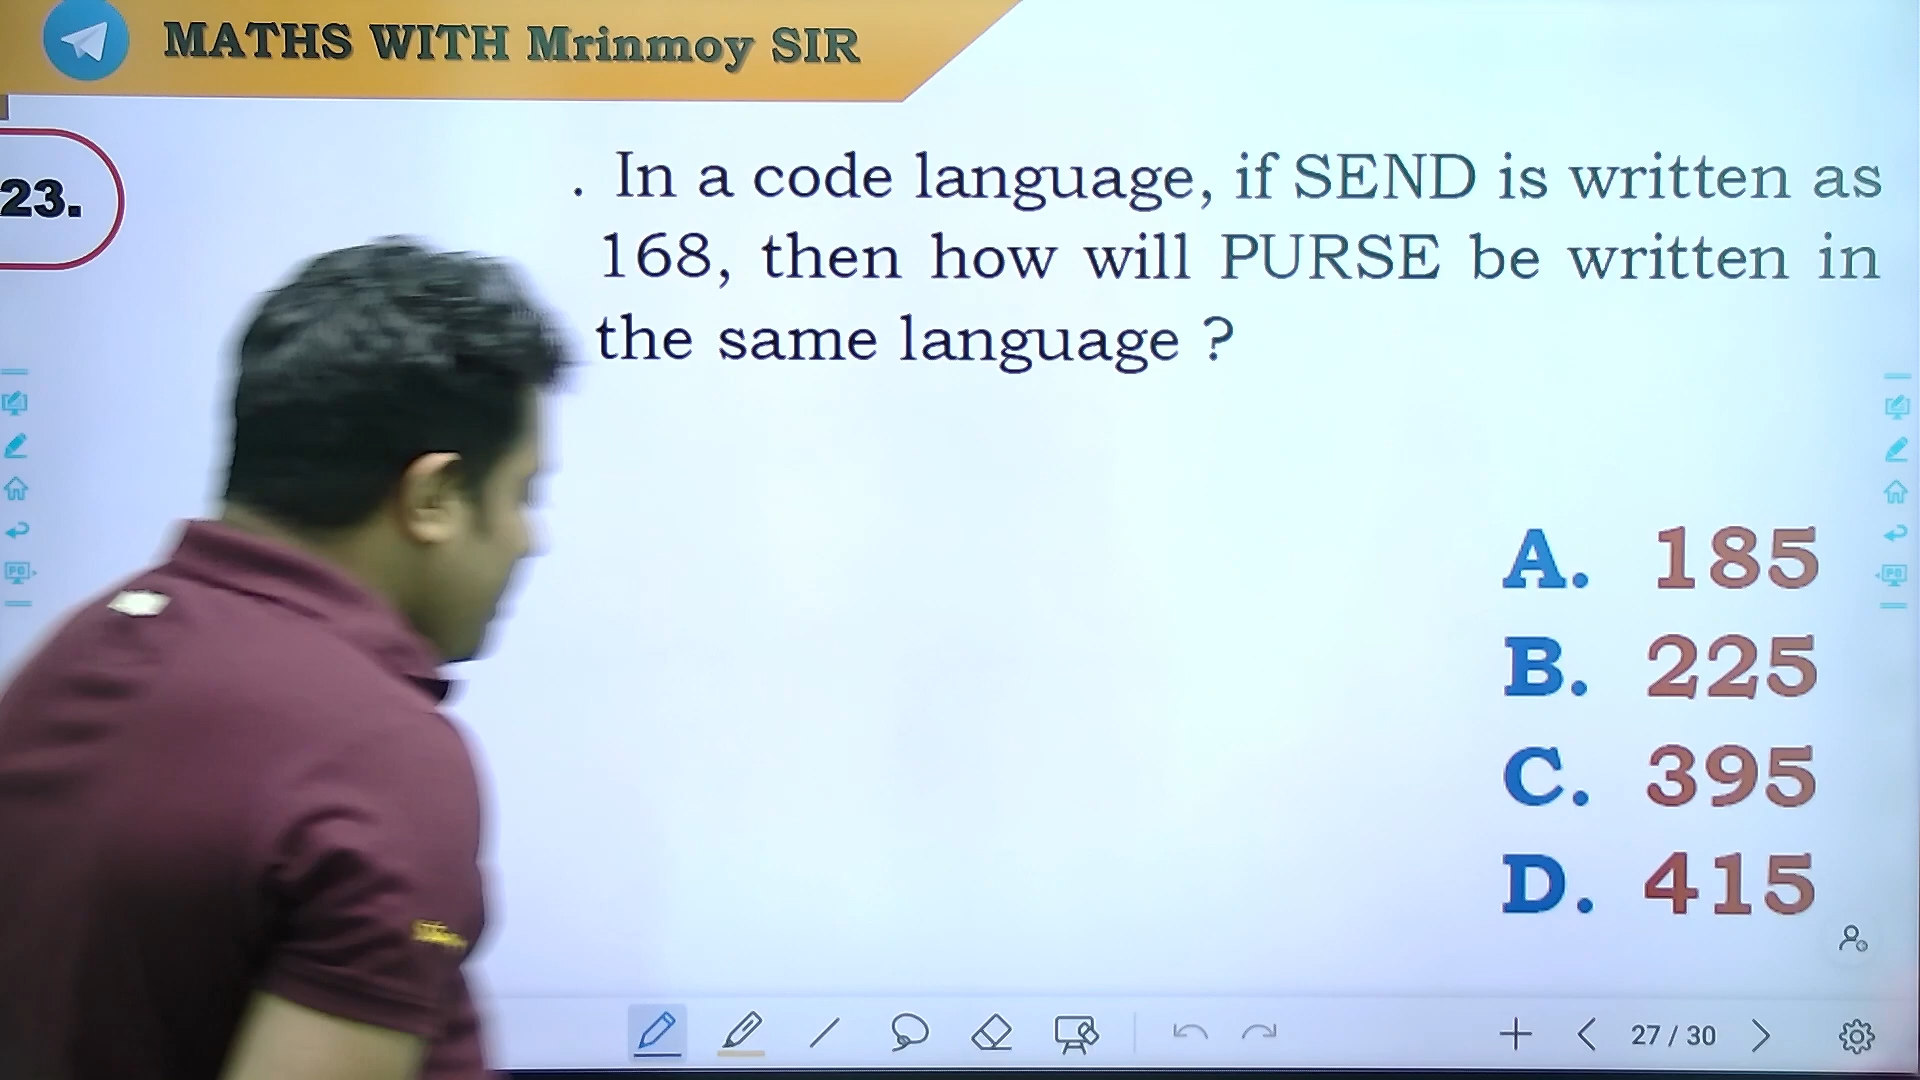 MATHS WITH Mrinmoy SIR
23.
. In a code language, if SEND is written as
168, then how will PURSE be written in
the same language ?
A. 185
B. 225
C. 395
D. 415
27 / 30